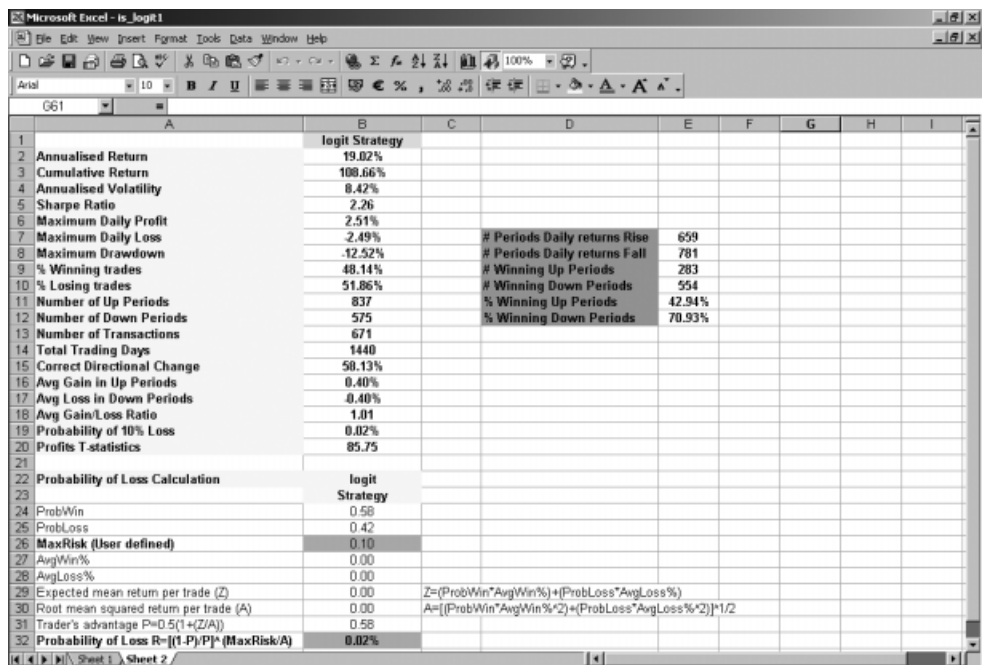 Microsoft Excel - is_logit1
File Edit View Insert Format Tools Data Window Help
100%
Arial 10 B I U
G61 =
A B C D E F G H I
1 logit Strategy
2 Annualised Return 19.02%
3 Cumulative Return 108.66%
4 Annualised Volatility 8.42%
5 Sharpe Ratio 2.26
6 Maximum Daily Profit 2.51%
7 Maximum Daily Loss -2.49% # Periods Daily returns Rise 659
8 Maximum Drawdown -12.52% # Periods Daily returns Fall 781
9 % Winning trades 48.14% # Winning Up Periods 283
10 % Losing trades 51.86% # Winning Down Periods 554
11 Number of Up Periods 837 % Winning Up Periods 42.94%
12 Number of Down Periods 575 % Winning Down Periods 70.93%
13 Number of Transactions 671
14 Total Trading Days 1440
15 Correct Directional Change 58.13%
16 Avg Gain in Up Periods 0.40%
17 Avg Loss in Down Periods -0.40%
18 Avg Gain/Loss Ratio 1.01
19 Probability of 10% Loss 0.02%
20 Profits T-statistics 85.75
21
22 Probability of Loss Calculation logit
23 Strategy
24 ProbWin 0.58
25 ProbLoss 0.42
26 MaxRisk (User defined) 0.10
27 AvgWin% 0.00
28 AvgLoss% 0.00
29 Expected mean return per trade (Z) 0.00 Z=(ProbWin*AvgWin%)+(ProbLoss*AvgLoss%)
30 Root mean squared return per trade (A) 0.00 A=[(ProbWin*AvgWin%^2)+(ProbLoss*AvgLoss%^2)]^1/2
31 Trader's advantage P=0.5(1+(Z/A)) 0.58
32 Probability of Loss R=[(1-P)/P]^(MaxRisk/A) 0.02%
Sheet 1 Sheet 2